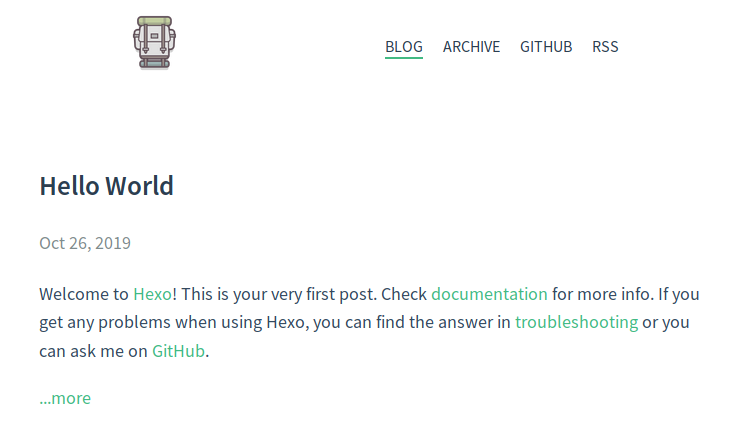 BLOG ARCHIVE GITHUB RSS
Hello World
Oct 26, 2019
Welcome to Hexo! This is your very first post. Check documentation for more info. If you
get any problems when using Hexo, you can find the answer in troubleshooting or you
can ask me on GitHub.
...more